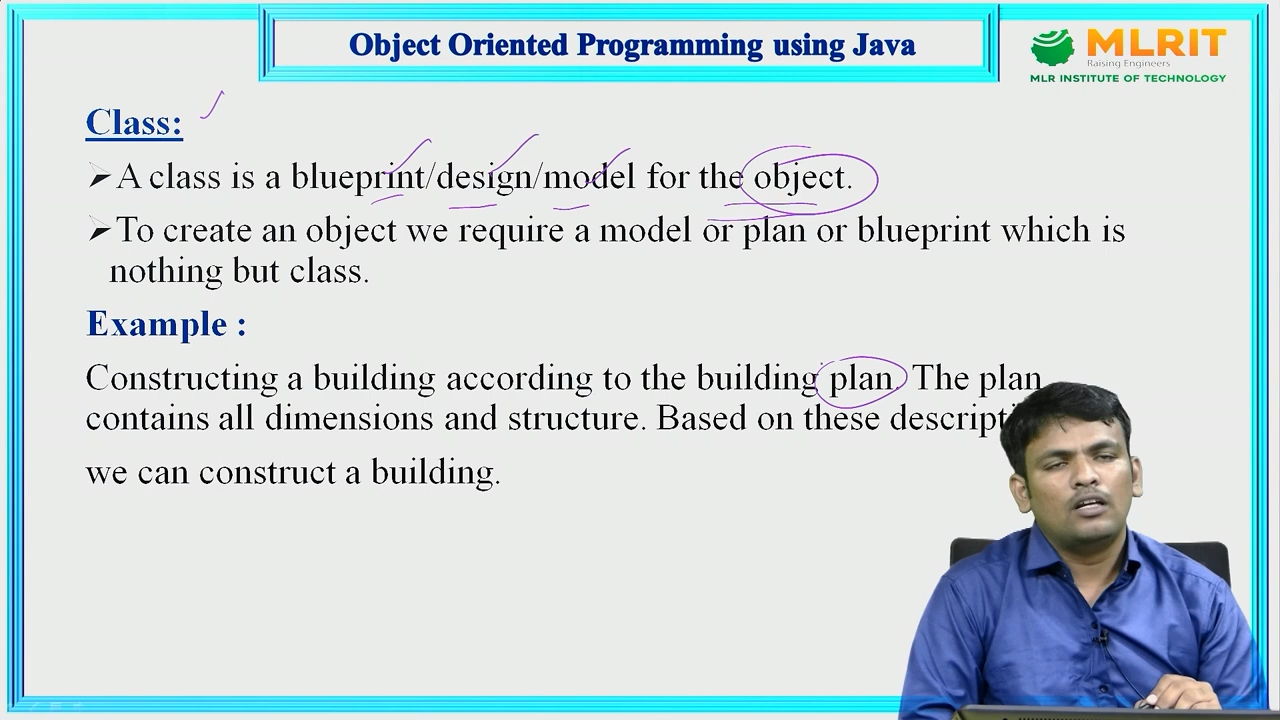 Object Oriented Programming using Java
MLRIT
Raising Engineers
MLR INSTITUTE OF TECHNOLOGY
Class:
➢A class is a blueprint/design/model for the object.
➢To create an object we require a model or plan or blueprint which is
nothing but class.
Example :
Constructing a building according to the building plan. The plan
contains all dimensions and structure. Based on these
we can construct a building.